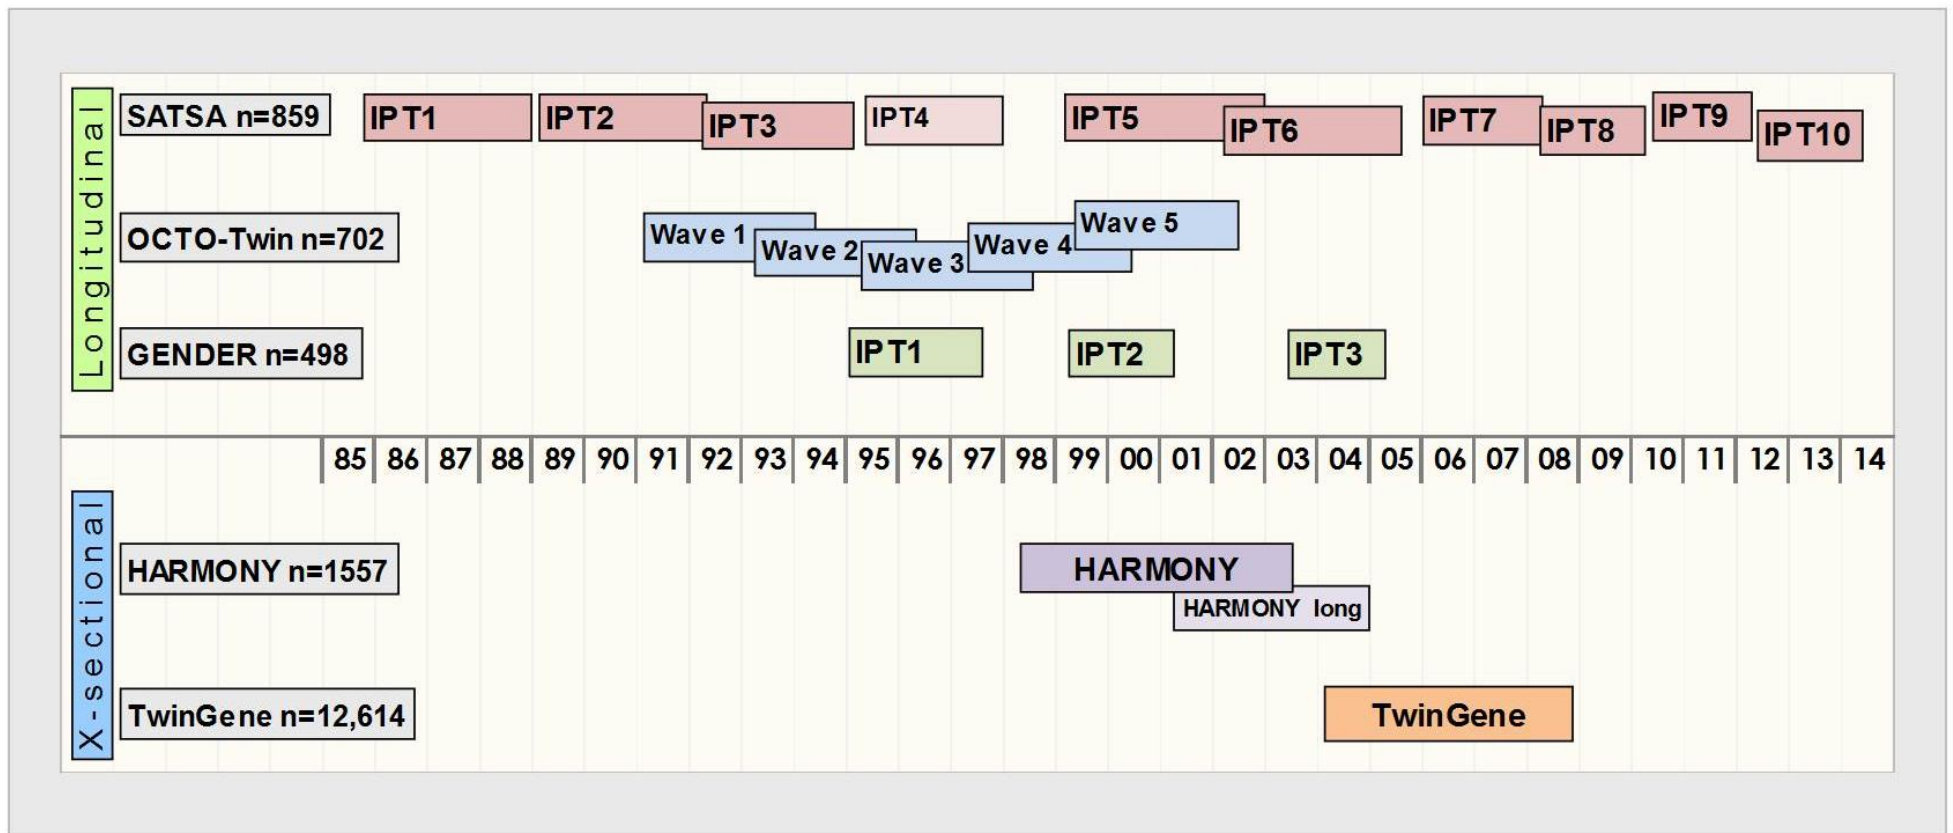 Longitudinal
SATSA n=859
IPT1
IPT2
IPT3
IPT4
IPT5
IPT6
IPT7
IPT8
IPT9
IPT10
OCTO-Twin n=702
Wave 1
Wave 2
Wave 3
Wave 4
Wave 5
GENDER n=498
IPT1
IPT2
IPT3
85 86 87 88 89 90 91 92 93 94 95 96 97 98 99 00 01 02 03 04 05 06 07 08 09 10 11 12 13 14
X-sectional
HARMONY n=1557
HARMONY
HARMONY long
TwinGene n=12,614
TwinGene